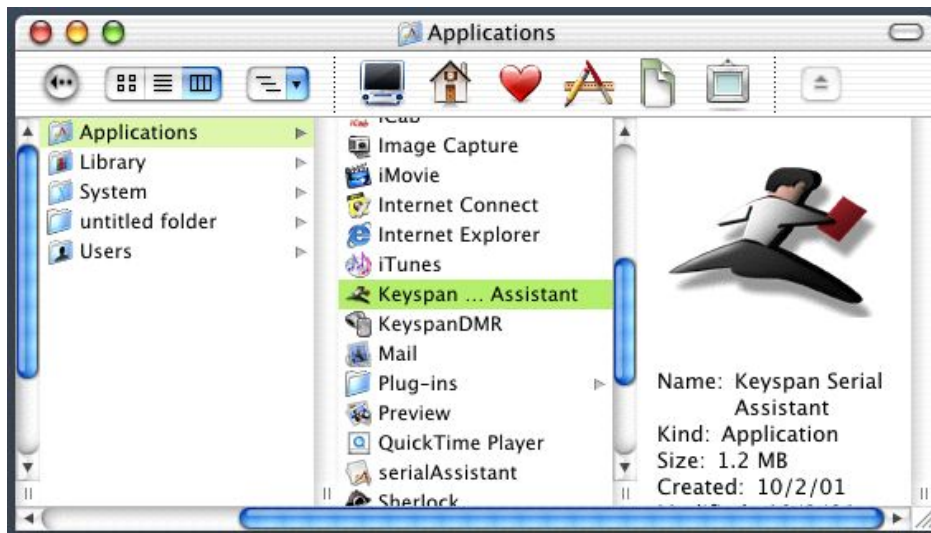 Applications
Applications
Library
System
untitled folder
Users
iCab
Image Capture
iMovie
Internet Connect
Internet Explorer
iTunes
Keyspan ... Assistant
KeyspanDMR
Mail
Plug-ins
Preview
QuickTime Player
serialAssistant
Sherlock
Name: Keyspan Serial
Assistant
Kind: Application
Size: 1.2 MB
Created: 10/2/01